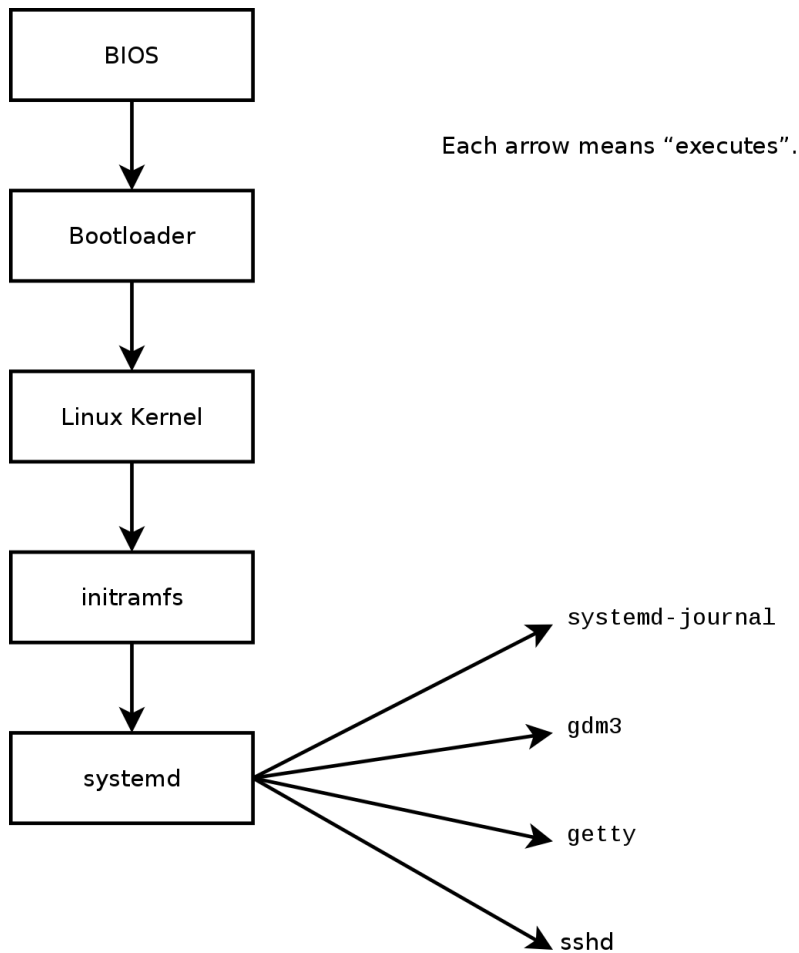 BIOS
Each arrow means “executes”.
Bootloader
Linux Kernel
initramfs
systemd-journal
gdm3
systemd
getty
sshd